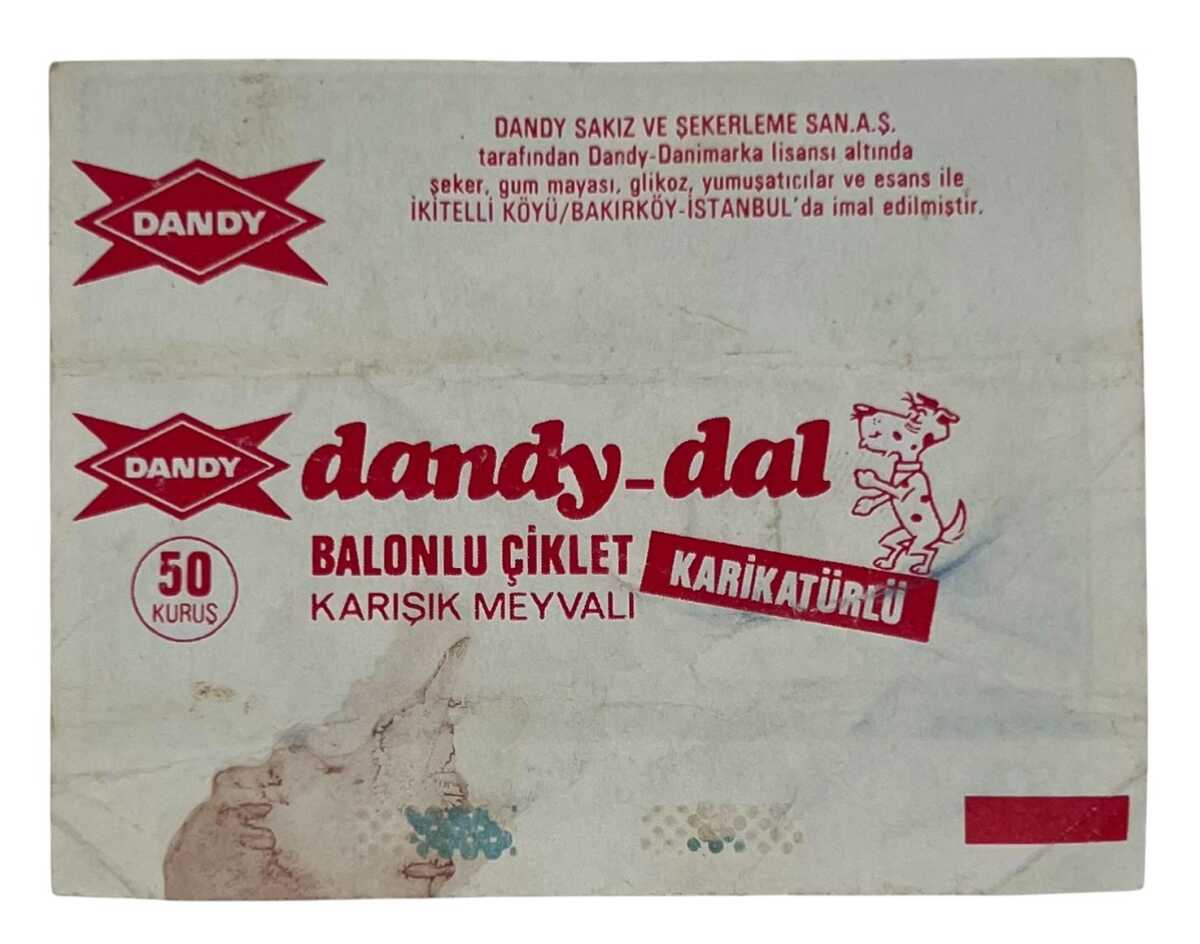 DANDY SAKIZ VE ŞEKERLEME SAN.A.Ş.
tarafından Dandy-Danimarka lisansı altında
şeker, gum mayası, glikoz, yumuşatıcılar ve esans ile
İKİTELLİ KÖYÜ/BAKIRKÖY-İSTANBUL'da imal edilmiştir.
DANDY
DANDY
dandy-dal
50
KURUŞ
BALONLU ÇİKLET
KARIŞIK MEYVALI
KARİKATÜRLÜ